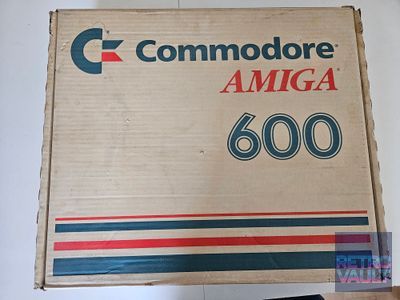 Commodore
AMIGA
600
RETRO
VAULT